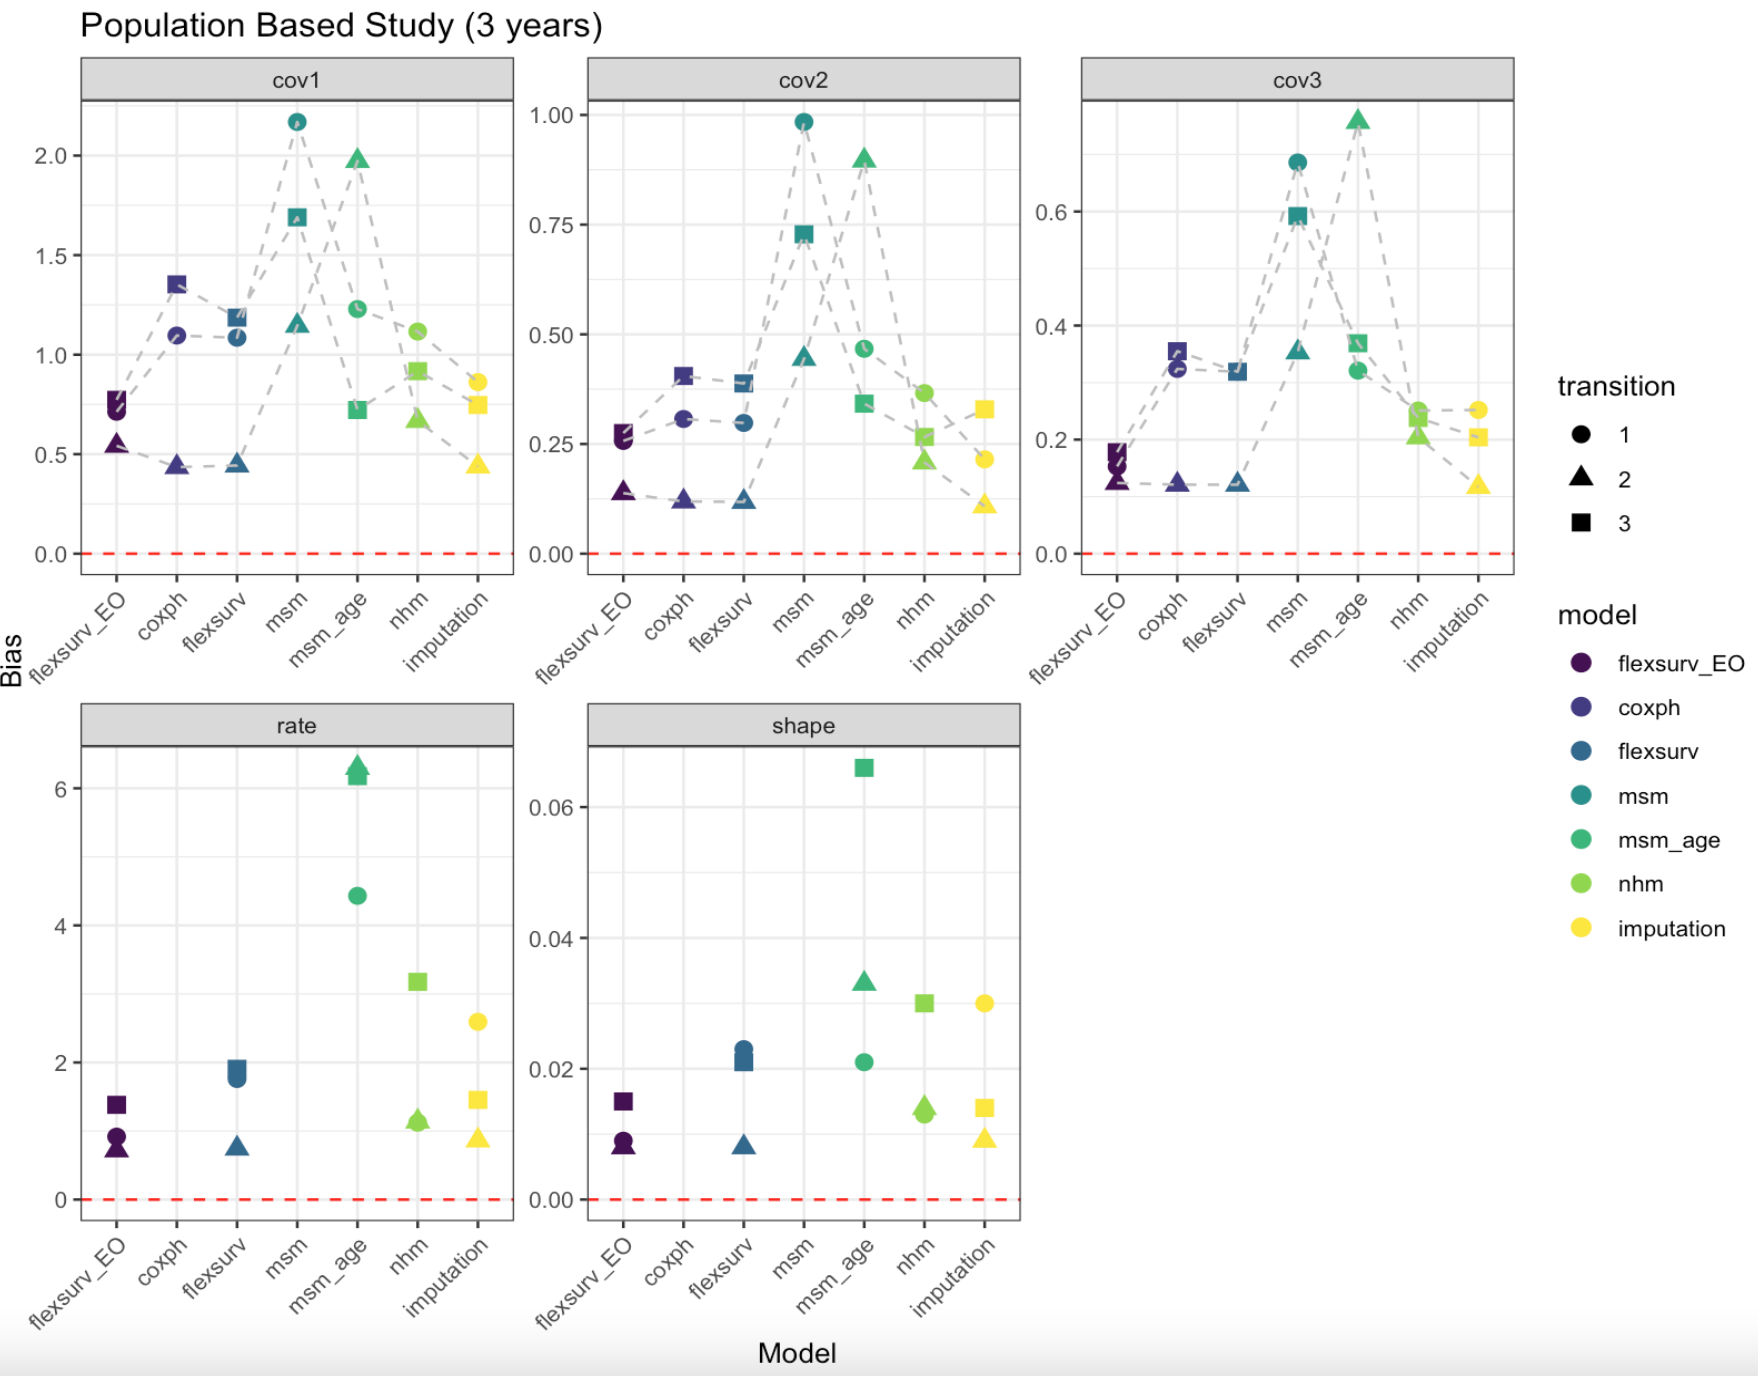 Population Based Study (3 years)
cov1
cov2
cov3
2.0
1.5
1.0
0.5
0.0
1.00
0.75
0.50
0.25
0.00
0.6
0.4
0.2
0.0
flexsurv_EO
coxph
flexsurv
msm
msm_age
nhm
imputation
flexsurv_EO
coxph
flexsurv
msm
msm_age
nhm
imputation
flexsurv_EO
coxph
flexsurv
msm
msm_age
nhm
imputation
Bias
rate
shape
6
4
2
0
0.06
0.04
0.02
0.00
flexsurv_EO
coxph
flexsurv
msm
msm_age
nhm
imputation
flexsurv_EO
coxph
flexsurv
msm
msm_age
nhm
imputation
Model
transition
1
2
3
model
flexsurv_EO
coxph
flexsurv
msm
msm_age
nhm
imputation